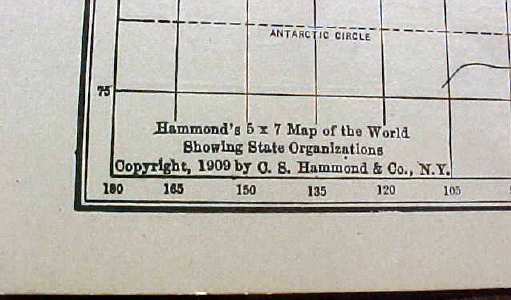 ANTARCTIC CIRCLE
75
Hammond's 5 x 7 Map of the World
Showing State Organizations
Copyright, 1909 by C. S. Hammond & Co., N.Y.
180 165 150 135 120 105